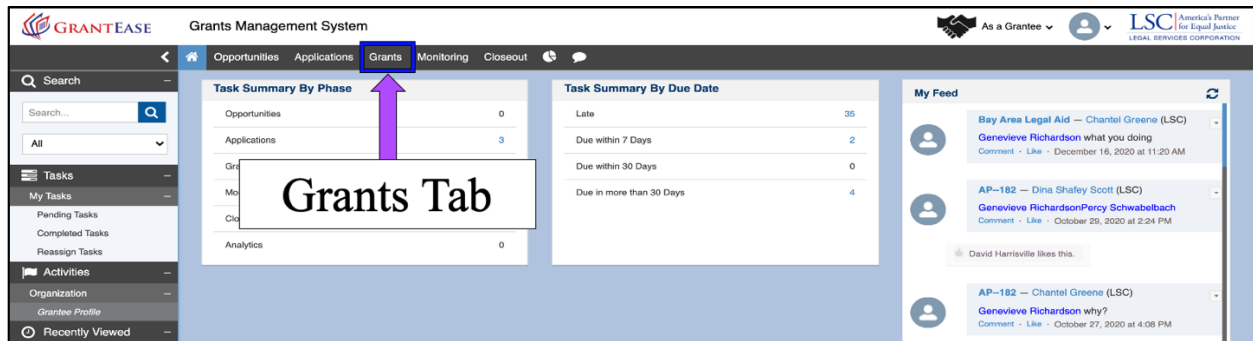 GRANTEASE
Grants Management System
As a Grantee
LSC America's Partner
for Equal Justice
LEGAL SERVICES CORPORATION
Opportunities Applications Grants Monitoring Closeout
Search
Search...
All
Tasks
My Tasks
Pending Tasks
Completed Tasks
Reassign Tasks
Activities
Organization
Grantee Profile
Recently Viewed
Task Summary By Phase
Opportunities 0
Applications 3
Gra
Mo
Clo
Analytics 0
Grants Tab
Task Summary By Due Date
Late 35
Due within 7 Days 2
Due within 30 Days 0
Due in more than 30 Days 4
My Feed
Bay Area Legal Aid — Chantel Greene (LSC)
Genevieve Richardson what you doing
Comment · Like · December 16, 2020 at 11:20 AM
AP--182 — Dina Shafey Scott (LSC)
Genevieve RichardsonPercy Schwabelbach
Comment · Like · October 29, 2020 at 2:24 PM
David Harrisville likes this.
AP--182 — Chantel Greene (LSC)
Genevieve Richardson why?
Comment · Like · October 27, 2020 at 4:08 PM